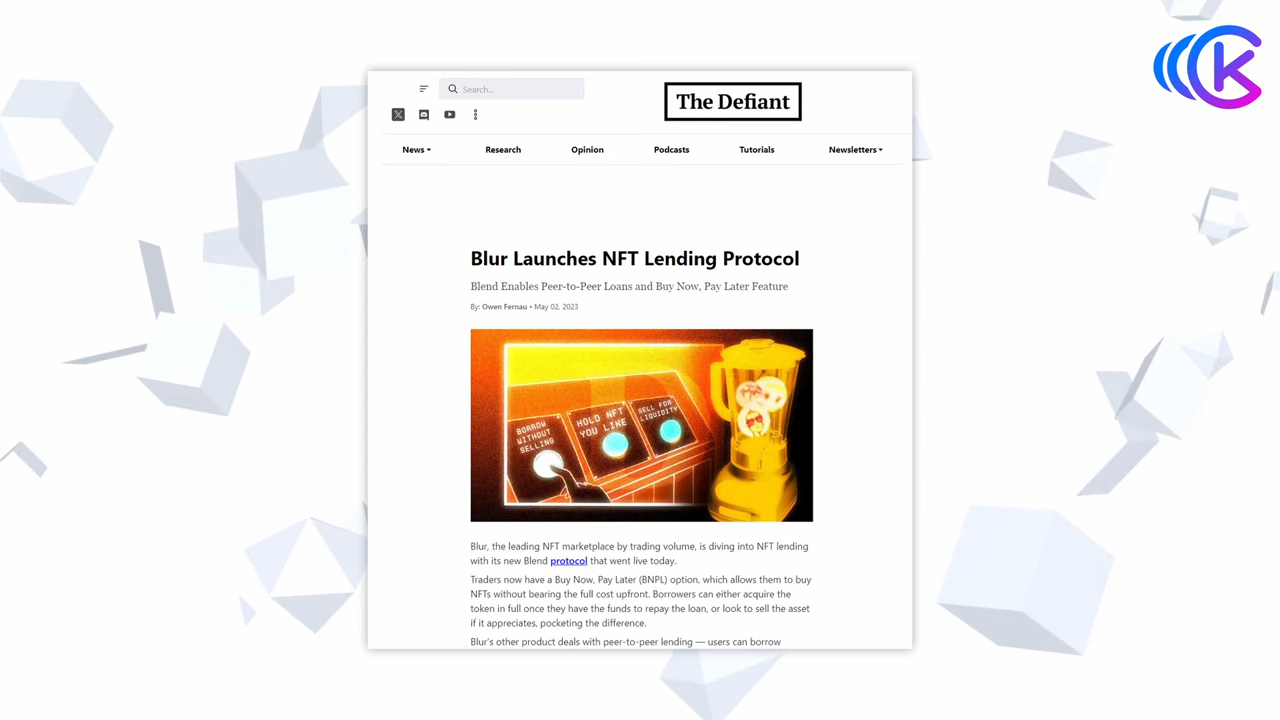 Search...
The Defiant
News
Research
Opinion
Podcasts
Tutorials
Newsletters
Blur Launches NFT Lending Protocol
Blend Enables Peer-to-Peer Loans and Buy Now, Pay Later Feature
By: Owen Fernau • May 02, 2023
BORROW
WITHOUT
SELLING
HOLD NFT
YOU LIKE
SELL FOR
LIQUIDITY
Blur, the leading NFT marketplace by trading volume, is diving into NFT lending
with its new Blend protocol that went live today.
Traders now have a Buy Now, Pay Later (BNPL) option, which allows them to buy
NFTs without bearing the full cost upfront. Borrowers can either acquire the
token in full once they have the funds to repay the loan, or look to sell the asset
if it appreciates, pocketing the difference.
Blur's other product deals with peer-to-peer lending — users can borrow